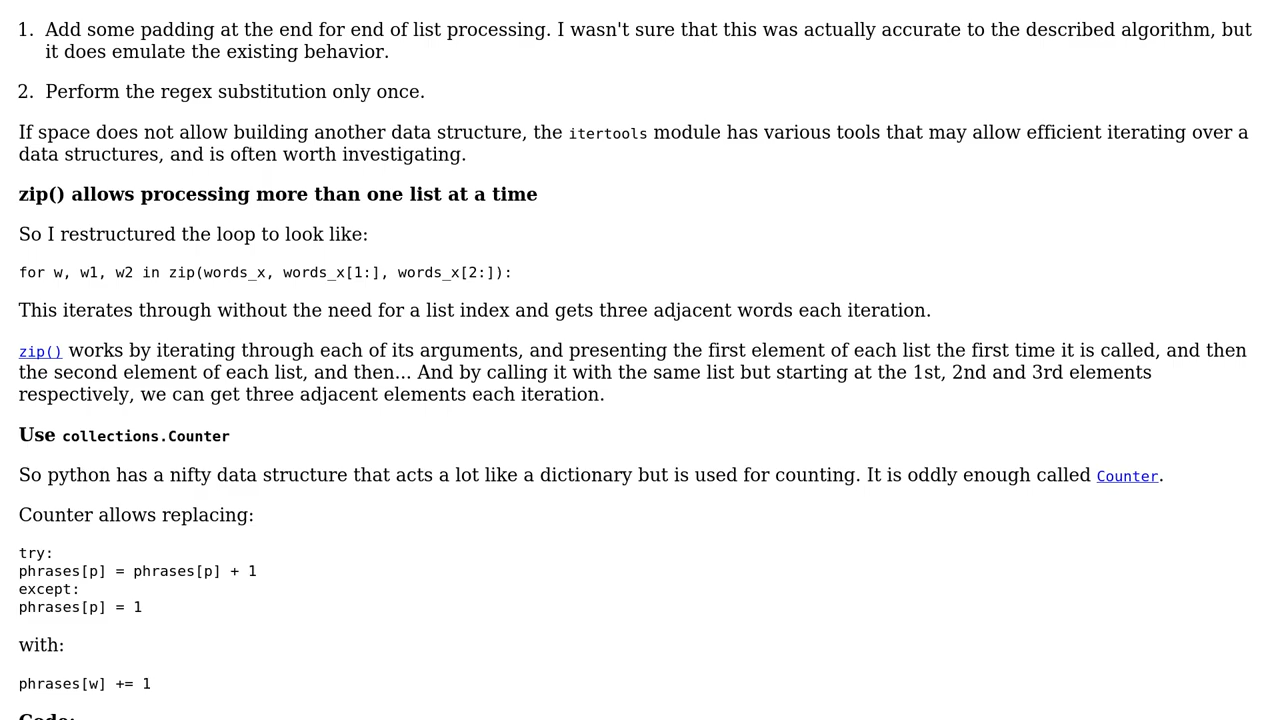 1. Add some padding at the end for end of list processing. I wasn't sure that this was actually accurate to the described algorithm, but
it does emulate the existing behavior.
2. Perform the regex substitution only once.
If space does not allow building another data structure, the itertools module has various tools that may allow efficient iterating over a
data structures, and is often worth investigating.
zip() allows processing more than one list at a time
So I restructured the loop to look like:
for w, w1, w2 in zip(words_x, words_x[1:], words_x[2:]):
This iterates through without the need for a list index and gets three adjacent words each iteration.
zip() works by iterating through each of its arguments, and presenting the first element of each list the first time it is called, and then
the second element of each list, and then... And by calling it with the same list but starting at the 1st, 2nd and 3rd elements
respectively, we can get three adjacent elements each iteration.
Use collections.Counter
So python has a nifty data structure that acts a lot like a dictionary but is used for counting. It is oddly enough called Counter.
Counter allows replacing:
try:
phrases[p] = phrases[p] + 1
except:
phrases[p] = 1
with:
phrases[w] += 1
Code: